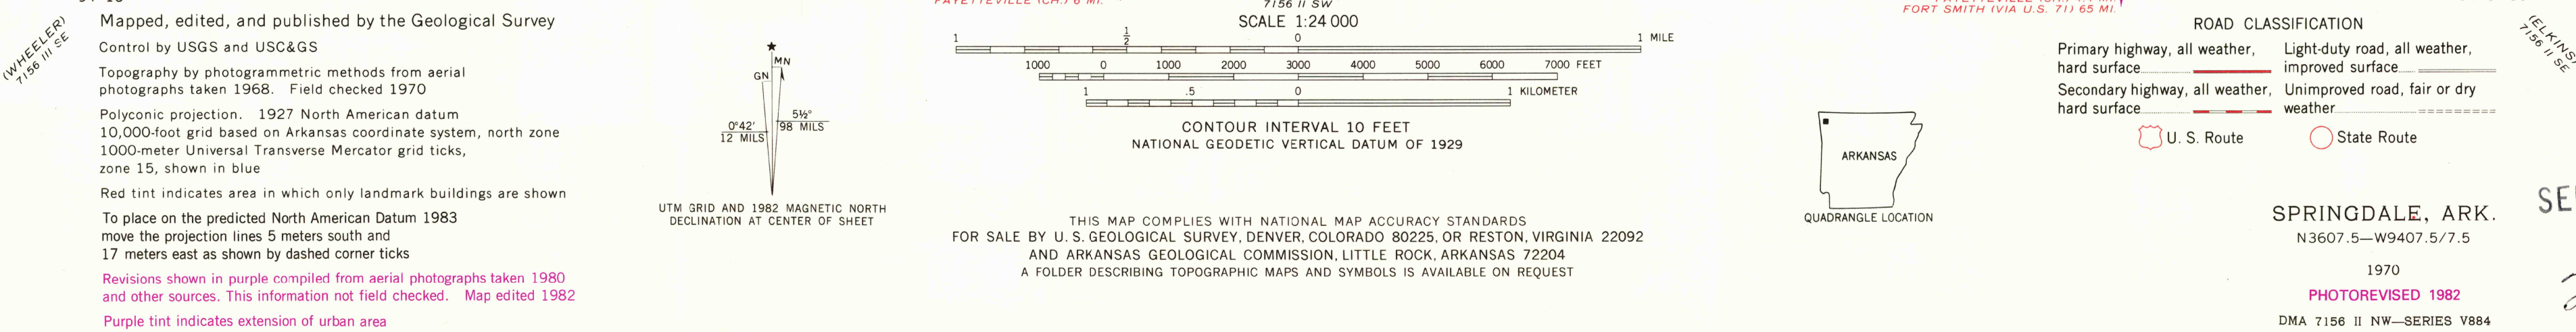 (WHEELER)
7156 III SE
Mapped, edited, and published by the Geological Survey
Control by USGS and USC&GS
Topography by photogrammetric methods from aerial
photographs taken 1968. Field checked 1970
Polyconic projection. 1927 North American datum
10,000-foot grid based on Arkansas coordinate system, north zone
1000-meter Universal Transverse Mercator grid ticks,
zone 15, shown in blue
Red tint indicates area in which only landmark buildings are shown
To place on the predicted North American Datum 1983
move the projection lines 5 meters south and
17 meters east as shown by dashed corner ticks
Revisions shown in purple compiled from aerial photographs taken 1980
and other sources. This information not field checked. Map edited 1982
Purple tint indicates extension of urban area
★
MN
GN
5½°
98 MILS
0°42'
12 MILS
UTM GRID AND 1982 MAGNETIC NORTH
DECLINATION AT CENTER OF SHEET
7156 II SW
SCALE 1:24 000
1 ½ 0 1 MILE
1000 0 1000 2000 3000 4000 5000 6000 7000 FEET
1 .5 0 1 KILOMETER
CONTOUR INTERVAL 10 FEET
NATIONAL GEODETIC VERTICAL DATUM OF 1929
THIS MAP COMPLIES WITH NATIONAL MAP ACCURACY STANDARDS
FOR SALE BY U. S. GEOLOGICAL SURVEY, DENVER, COLORADO 80225, OR RESTON, VIRGINIA 22092
AND ARKANSAS GEOLOGICAL COMMISSION, LITTLE ROCK, ARKANSAS 72204
A FOLDER DESCRIBING TOPOGRAPHIC MAPS AND SYMBOLS IS AVAILABLE ON REQUEST
ARKANSAS
QUADRANGLE LOCATION
FORT SMITH (VIA U.S. 71) 65 MI.
ROAD CLASSIFICATION
Primary highway, all weather,
hard surface
Light-duty road, all weather,
improved surface
Secondary highway, all weather,
hard surface
Unimproved road, fair or dry
weather
U. S. Route
State Route
(ELKINS)
7156 II SE
SPRINGDALE, ARK.
N3607.5—W9407.5/7.5
1970
PHOTOREVISED 1982
DMA 7156 II NW—SERIES V884